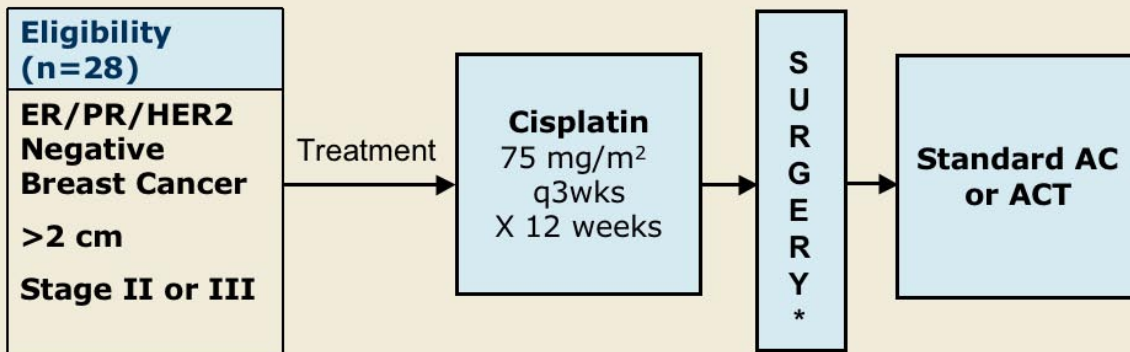 Eligibility
(n=28)
ER/PR/HER2
Negative
Breast Cancer
>2 cm
Stage II or III
Treatment
Cisplatin
75 mg/m²
q3wks
X 12 weeks
S
U
R
G
E
R
Y
*
Standard AC
or ACT